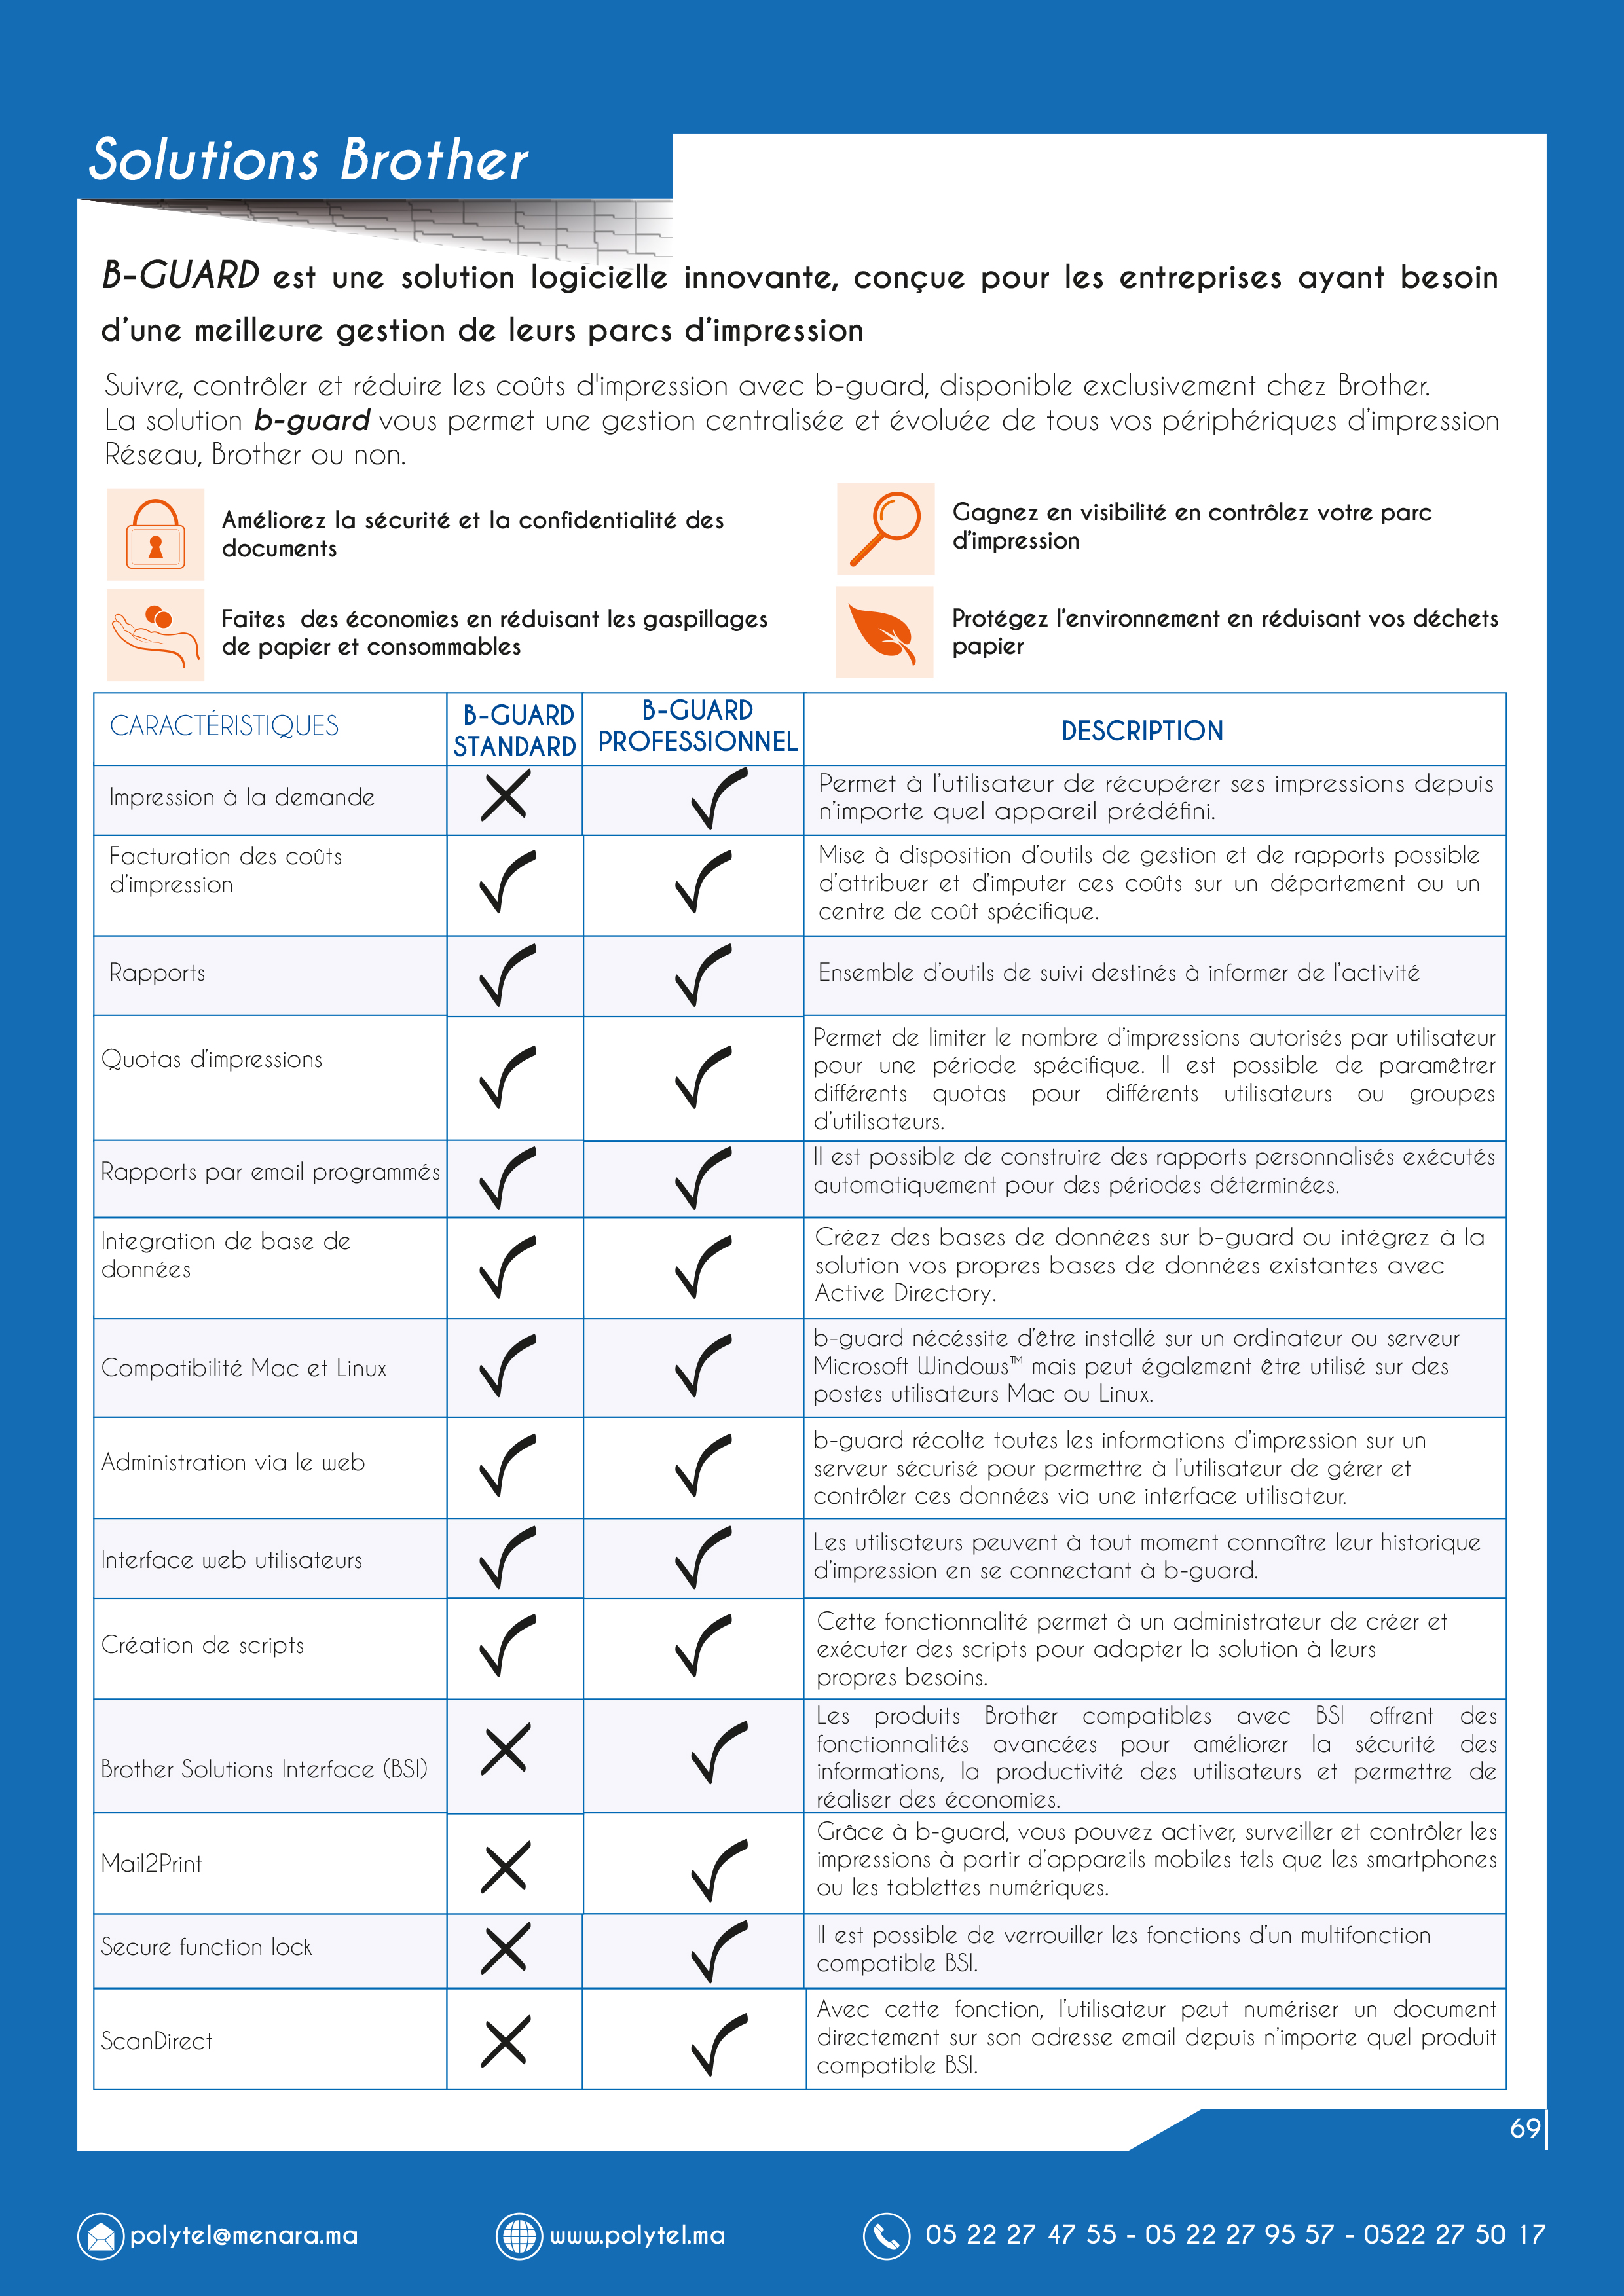 Solutions Brother
B-GUARD est une solution logicielle innovante, conçue pour les entreprises ayant besoin
d’une meilleure gestion de leurs parcs d’impression
Suivre, contrôler et réduire les coûts d'impression avec b-guard, disponible exclusivement chez Brother.
La solution b-guard vous permet une gestion centralisée et évoluée de tous vos périphériques d’impression
Réseau, Brother ou non.
Améliorez la sécurité et la confidentialité des
documents
Gagnez en visibilité en contrôlez votre parc
d’impression
Faites des économies en réduisant les gaspillages
de papier et consommables
Protégez l’environnement en réduisant vos déchets
papier
CARACTÉRISTIQUES
B-GUARD
STANDARD
B-GUARD
PROFESSIONNEL
DESCRIPTION
Impression à la demande
Permet à l’utilisateur de récupérer ses impressions depuis
n’importe quel appareil prédéfini.
Facturation des coûts
d’impression
Mise à disposition d’outils de gestion et de rapports possible
d’attribuer et d’imputer ces coûts sur un département ou un
centre de coût spécifique.
Rapports
Ensemble d’outils de suivi destinés à informer de l’activité
Quotas d’impressions
Permet de limiter le nombre d’impressions autorisés par utilisateur
pour une période spécifique. Il est possible de paramêtrer
différents quotas pour différents utilisateurs ou groupes
d’utilisateurs.
Rapports par email programmés
Il est possible de construire des rapports personnalisés exécutés
automatiquement pour des périodes déterminées.
Integration de base de
données
Créez des bases de données sur b-guard ou intégrez à la
solution vos propres bases de données existantes avec
Active Directory.
Compatibilité Mac et Linux
b-guard nécéssite d’être installé sur un ordinateur ou serveur
Microsoft Windows™ mais peut également être utilisé sur des
postes utilisateurs Mac ou Linux.
Administration via le web
b-guard récolte toutes les informations d’impression sur un
serveur sécurisé pour permettre à l’utilisateur de gérer et
contrôler ces données via une interface utilisateur.
Interface web utilisateurs
Les utilisateurs peuvent à tout moment connaître leur historique
d’impression en se connectant à b-guard.
Création de scripts
Cette fonctionnalité permet à un administrateur de créer et
exécuter des scripts pour adapter la solution à leurs
propres besoins.
Brother Solutions Interface (BSI)
Les produits Brother compatibles avec BSI offrent des
fonctionnalités avancées pour améliorer la sécurité des
informations, la productivité des utilisateurs et permettre de
réaliser des économies.
Mail2Print
Grâce à b-guard, vous pouvez activer, surveiller et contrôler les
impressions à partir d’appareils mobiles tels que les smartphones
ou les tablettes numériques.
Secure function lock
Il est possible de verrouiller les fonctions d’un multifonction
compatible BSI.
ScanDirect
Avec cette fonction, l’utilisateur peut numériser un document
directement sur son adresse email depuis n’importe quel produit
compatible BSI.
69
polytel@menara.ma
www.polytel.ma
05 22 27 47 55 - 05 22 27 95 57 - 0522 27 50 17